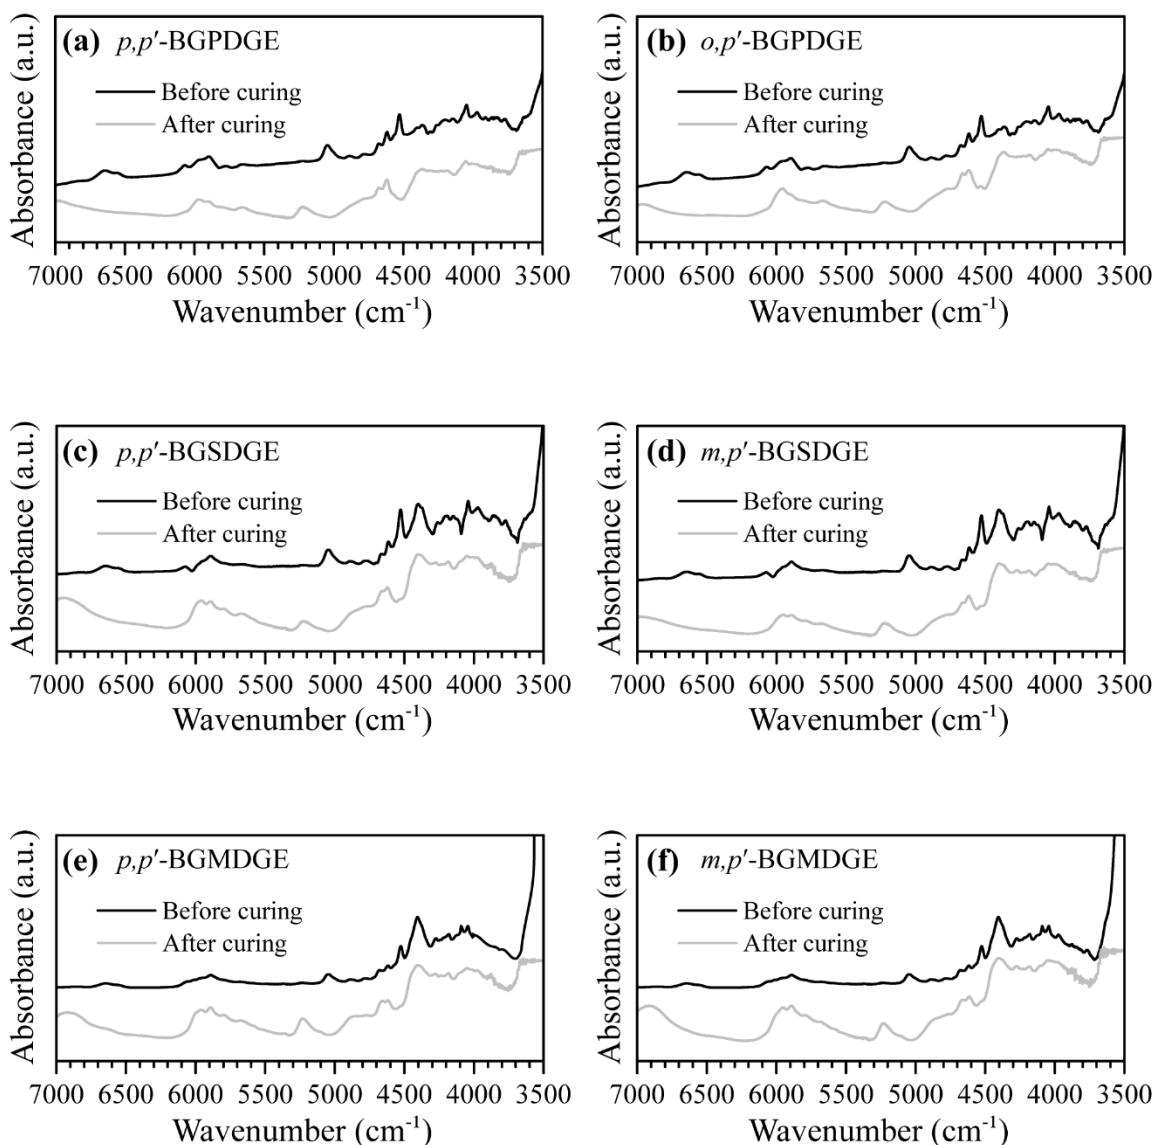 (a) p,p′-BGPDGE
Before curing
After curing
Absorbance (a.u.)
7000 6500 6000 5500 5000 4500 4000 3500
Wavenumber (cm⁻¹)
(b) o,p′-BGPDGE
Before curing
After curing
Absorbance (a.u.)
7000 6500 6000 5500 5000 4500 4000 3500
Wavenumber (cm⁻¹)
(c) p,p′-BGSDGE
Before curing
After curing
Absorbance (a.u.)
7000 6500 6000 5500 5000 4500 4000 3500
Wavenumber (cm⁻¹)
(d) m,p′-BGSDGE
Before curing
After curing
Absorbance (a.u.)
7000 6500 6000 5500 5000 4500 4000 3500
Wavenumber (cm⁻¹)
(e) p,p′-BGMDGE
Before curing
After curing
Absorbance (a.u.)
7000 6500 6000 5500 5000 4500 4000 3500
Wavenumber (cm⁻¹)
(f) m,p′-BGMDGE
Before curing
After curing
Absorbance (a.u.)
7000 6500 6000 5500 5000 4500 4000 3500
Wavenumber (cm⁻¹)